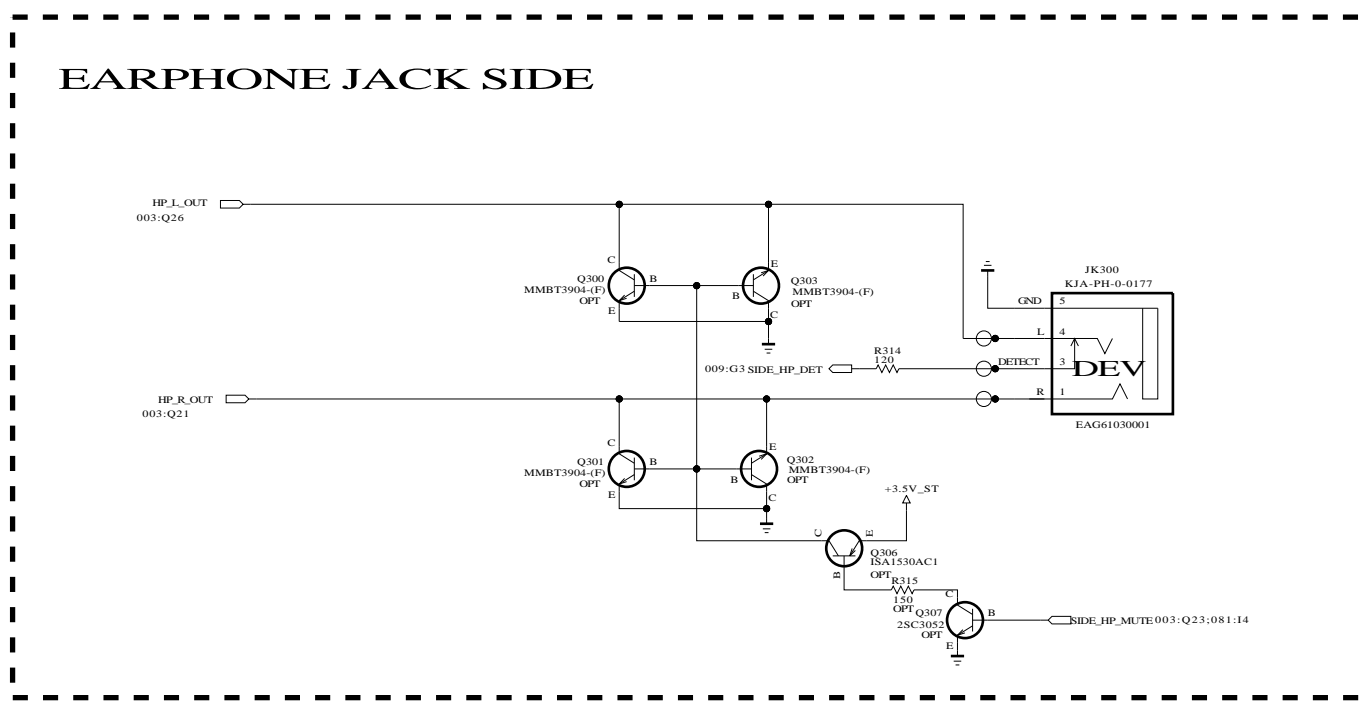 EARPHONE JACK SIDE
HP_L_OUT
003:Q26
C
B
E
Q300
MMBT3904-(F)
OPT
E
B
C
Q303
MMBT3904-(F)
OPT
JK300
KJA-PH-0-0177
GND 5
L 4
DETECT 3
R 1
DEV
EAG61030001
R314
120
009:G3 SIDE_HP_DET
HP_R_OUT
003:Q21
C
B
E
Q301
MMBT3904-(F)
OPT
E
B
C
Q302
MMBT3904-(F)
OPT
+3.5V_ST
C
E
B
Q306
ISA1530AC1
OPT
R315
150
OPT
C
B
E
Q307
2SC3052
OPT
SIDE_HP_MUTE 003:Q23;081:I4